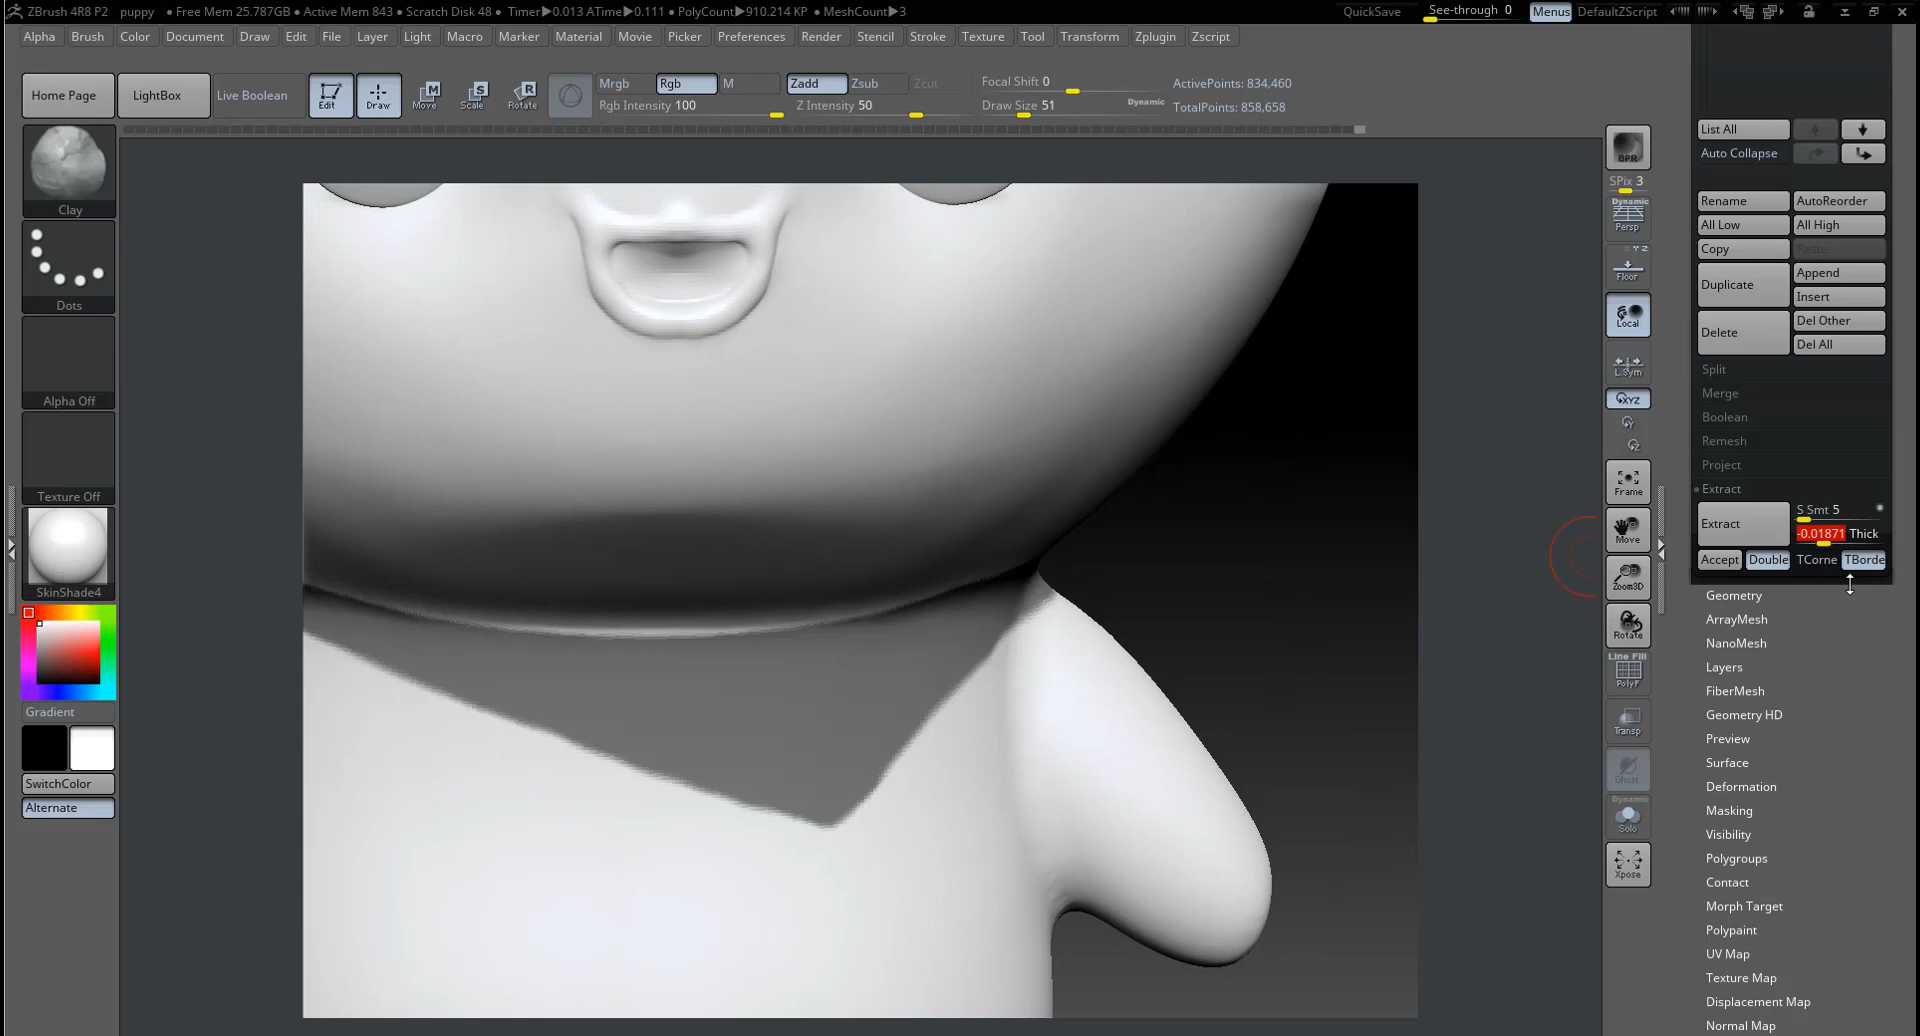 ZBrush 4R8 P2 puppy • Free Mem 25.787GB • Active Mem 843 • Scratch Disk 48 • Timer▶0.013 ATime▶0.111 • PolyCount▶910.214 KP • MeshCount▶3 QuickSave See-through 0 Menus DefaultZScript
Alpha Brush Color Document Draw Edit File Layer Light Macro Marker Material Movie Picker Preferences Render Stencil Stroke Texture Tool Transform Zplugin Zscript
Home Page LightBox Live Boolean Edit Draw Move Scale Rotate
Mrgb Rgb M Zadd Zsub Zcut Focal Shift 0 ActivePoints: 834,460
Rgb Intensity 100 Z Intensity 50 Draw Size 51 Dynamic TotalPoints: 858,658
Clay
Dots
Alpha Off
Texture Off
SkinShade4
Gradient
SwitchColor
Alternate
BPR
SPix 3
Dynamic
Persp
X Y Z
Floor
Local
L.Sym
XYZ
Y
Z
Frame
Move
Zoom3D
Rotate
Line Fill
PolyF
Transp
Ghost
Dynamic
Solo
Xpose
List All
Auto Collapse
Rename AutoReorder
All Low All High
Copy Paste
Duplicate Append
Insert
Delete Del Other
Del All
Split
Merge
Boolean
Remesh
Project
Extract
Extract S Smt 5
-0.01871 Thick
Accept Double TCorne TBorde
Geometry
ArrayMesh
NanoMesh
Layers
FiberMesh
Geometry HD
Preview
Surface
Deformation
Masking
Visibility
Polygroups
Contact
Morph Target
Polypaint
UV Map
Texture Map
Displacement Map
Normal Map